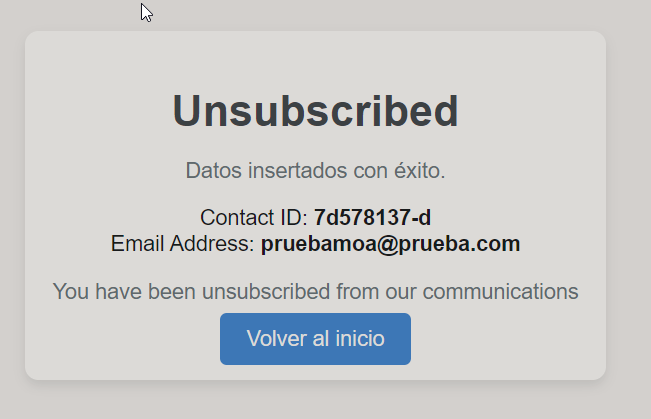 Unsubscribed
Datos insertados con éxito.
Contact ID: 7d578137-d
Email Address: pruebamoa@prueba.com
You have been unsubscribed from our communications
Volver al inicio